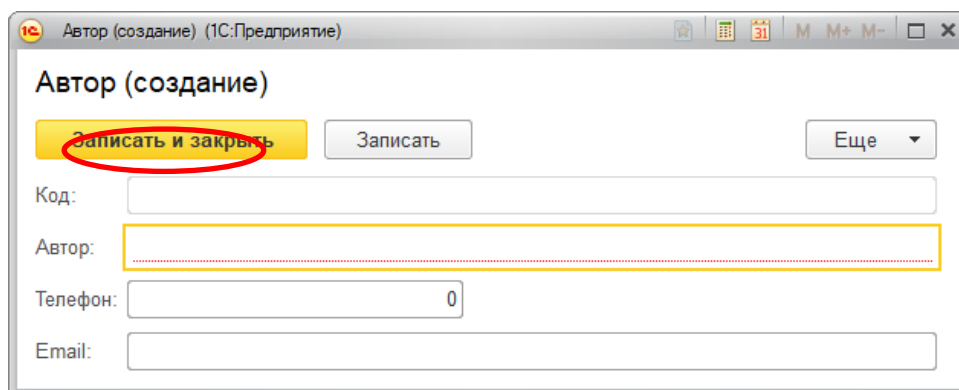 1С Автор (создание) (1С:Предприятие) 31 M M+ M-
Автор (создание)
Записать и закрыть Записать Еще
Код:
Автор:
Телефон: 0
Email: